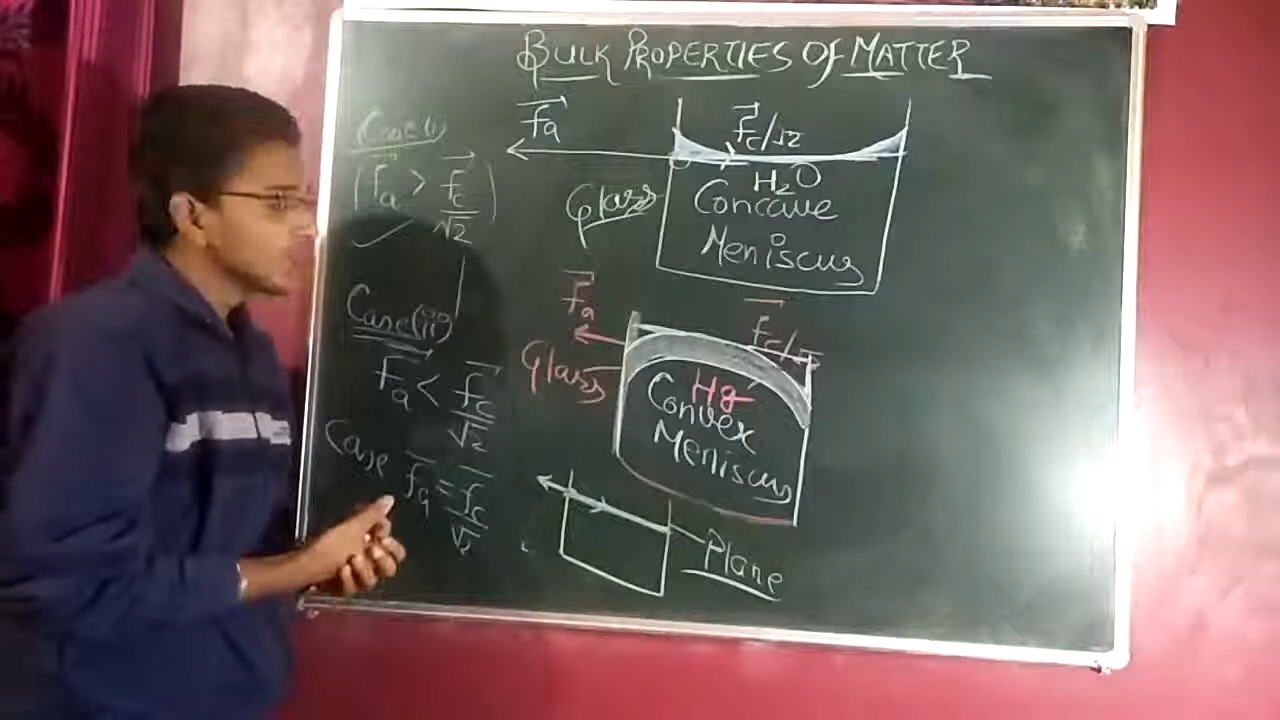 BULK PROPERTIES OF MATTER
Case(i)
(Fa > Fc/√2)
Case(ii)
Fa < Fc/√2
Case Fa = Fc/√2
Fa
Fc/√2
Glass
H₂O
Concave
Meniscus
Fa
Fc/√2
Glass
Hg
Convex
Meniscus
Plane